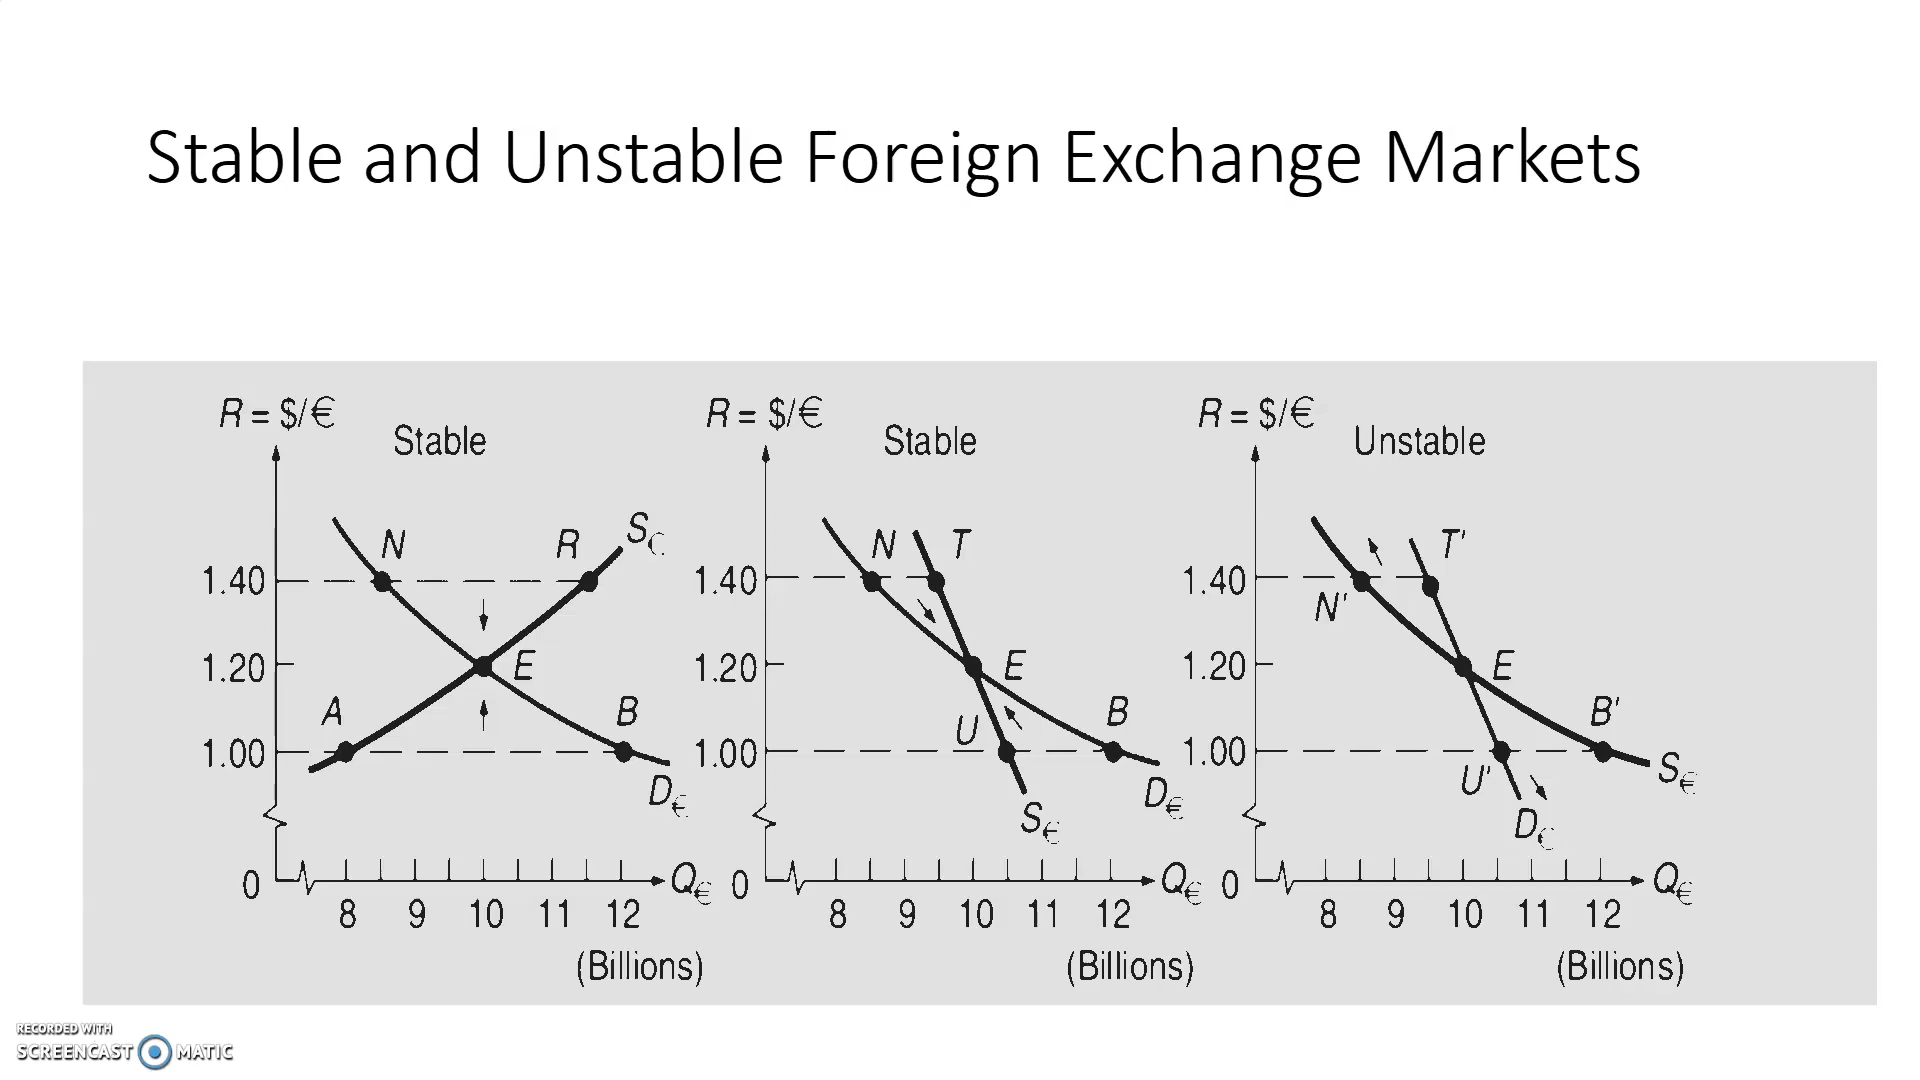 Stable and Unstable Foreign Exchange Markets
R = $/€
Stable
N
R
S€
1.40
1.20
E
A
B
1.00
D€
0
Q€
8 9 10 11 12
(Billions)
R = $/€
Stable
N
T
1.40
1.20
E
U
B
1.00
D€
S€
0
Q€
8 9 10 11 12
(Billions)
R = $/€
Unstable
T'
1.40
N'
1.20
E
B'
1.00
U'
S€
D€
0
Q€
8 9 10 11 12
(Billions)
RECORDED WITH
SCREENCAST MATIC